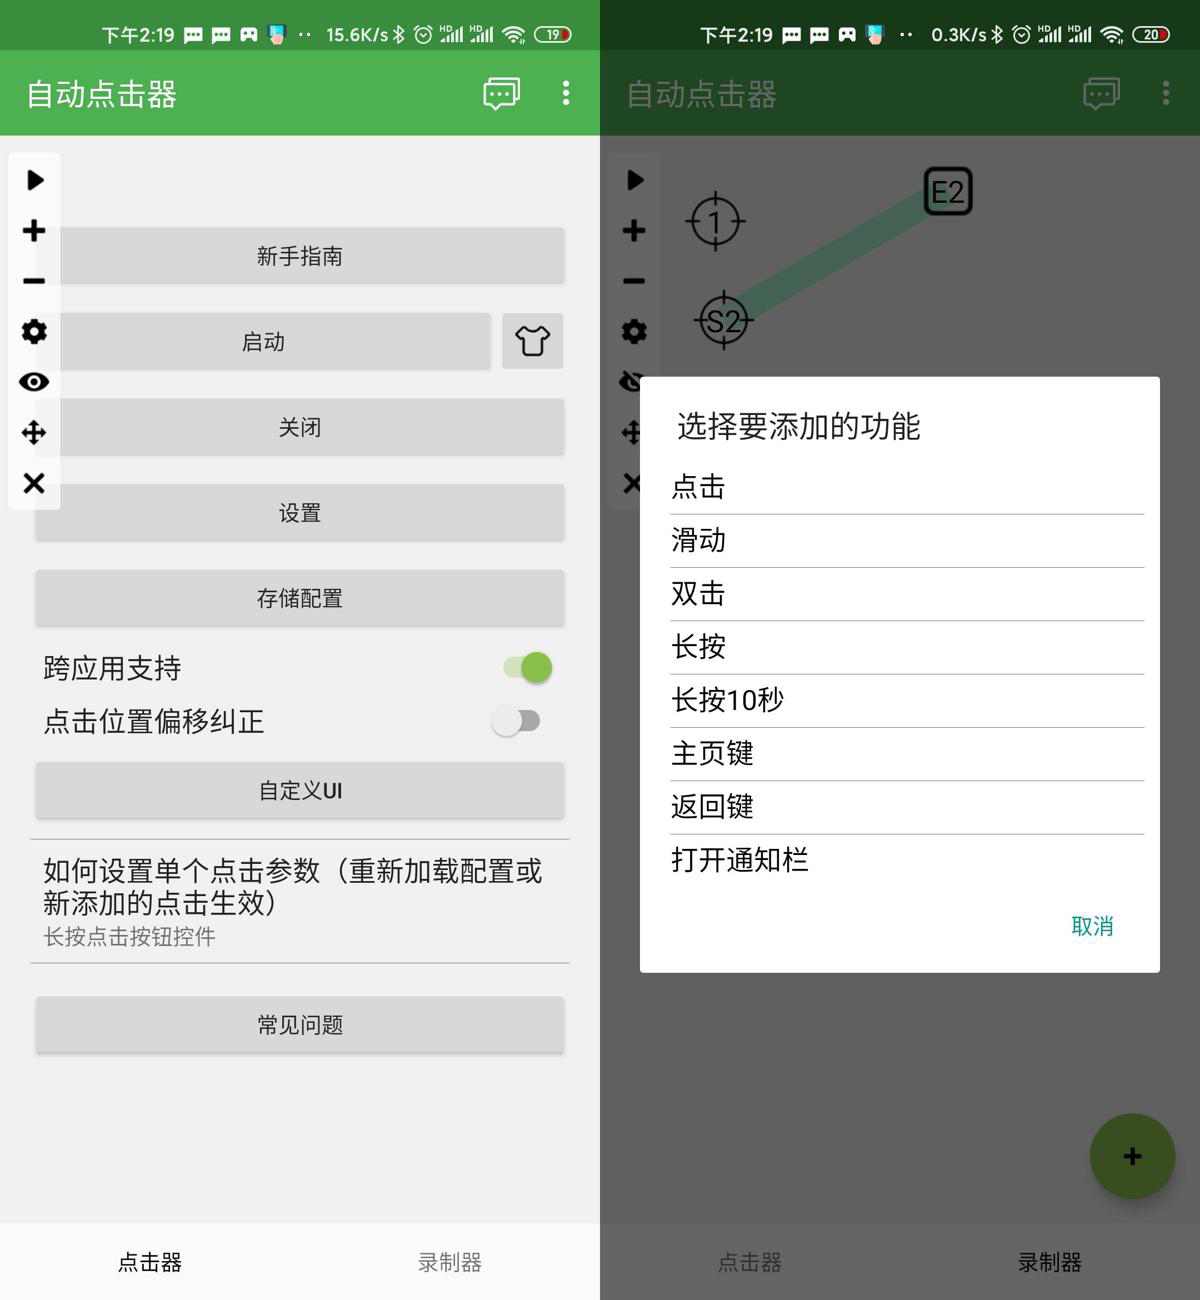 下午2:19
15.6K/s
HD
HD
19
自动点击器
新手指南
启动
关闭
设置
存储配置
跨应用支持
点击位置偏移纠正
自定义UI
如何设置单个点击参数（重新加载配置或
新添加的点击生效）
长按点击按钮控件
常见问题
点击器
录制器
下午2:19
0.3K/s
HD
HD
20
自动点击器
1
E2
S2
选择要添加的功能
点击
滑动
双击
长按
长按10秒
主页键
返回键
打开通知栏
取消
点击器
录制器